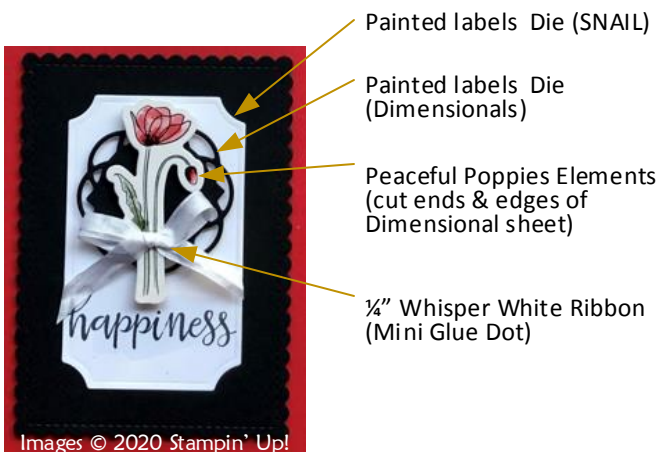 Painted labels Die (SNAIL)
Painted labels Die
(Dimensionals)
Peaceful Poppies Elements
(cut ends & edges of
Dimensional sheet)
¼” Whisper White Ribbon
(Mini Glue Dot)
happiness
Images © 2020 Stampin’ Up!